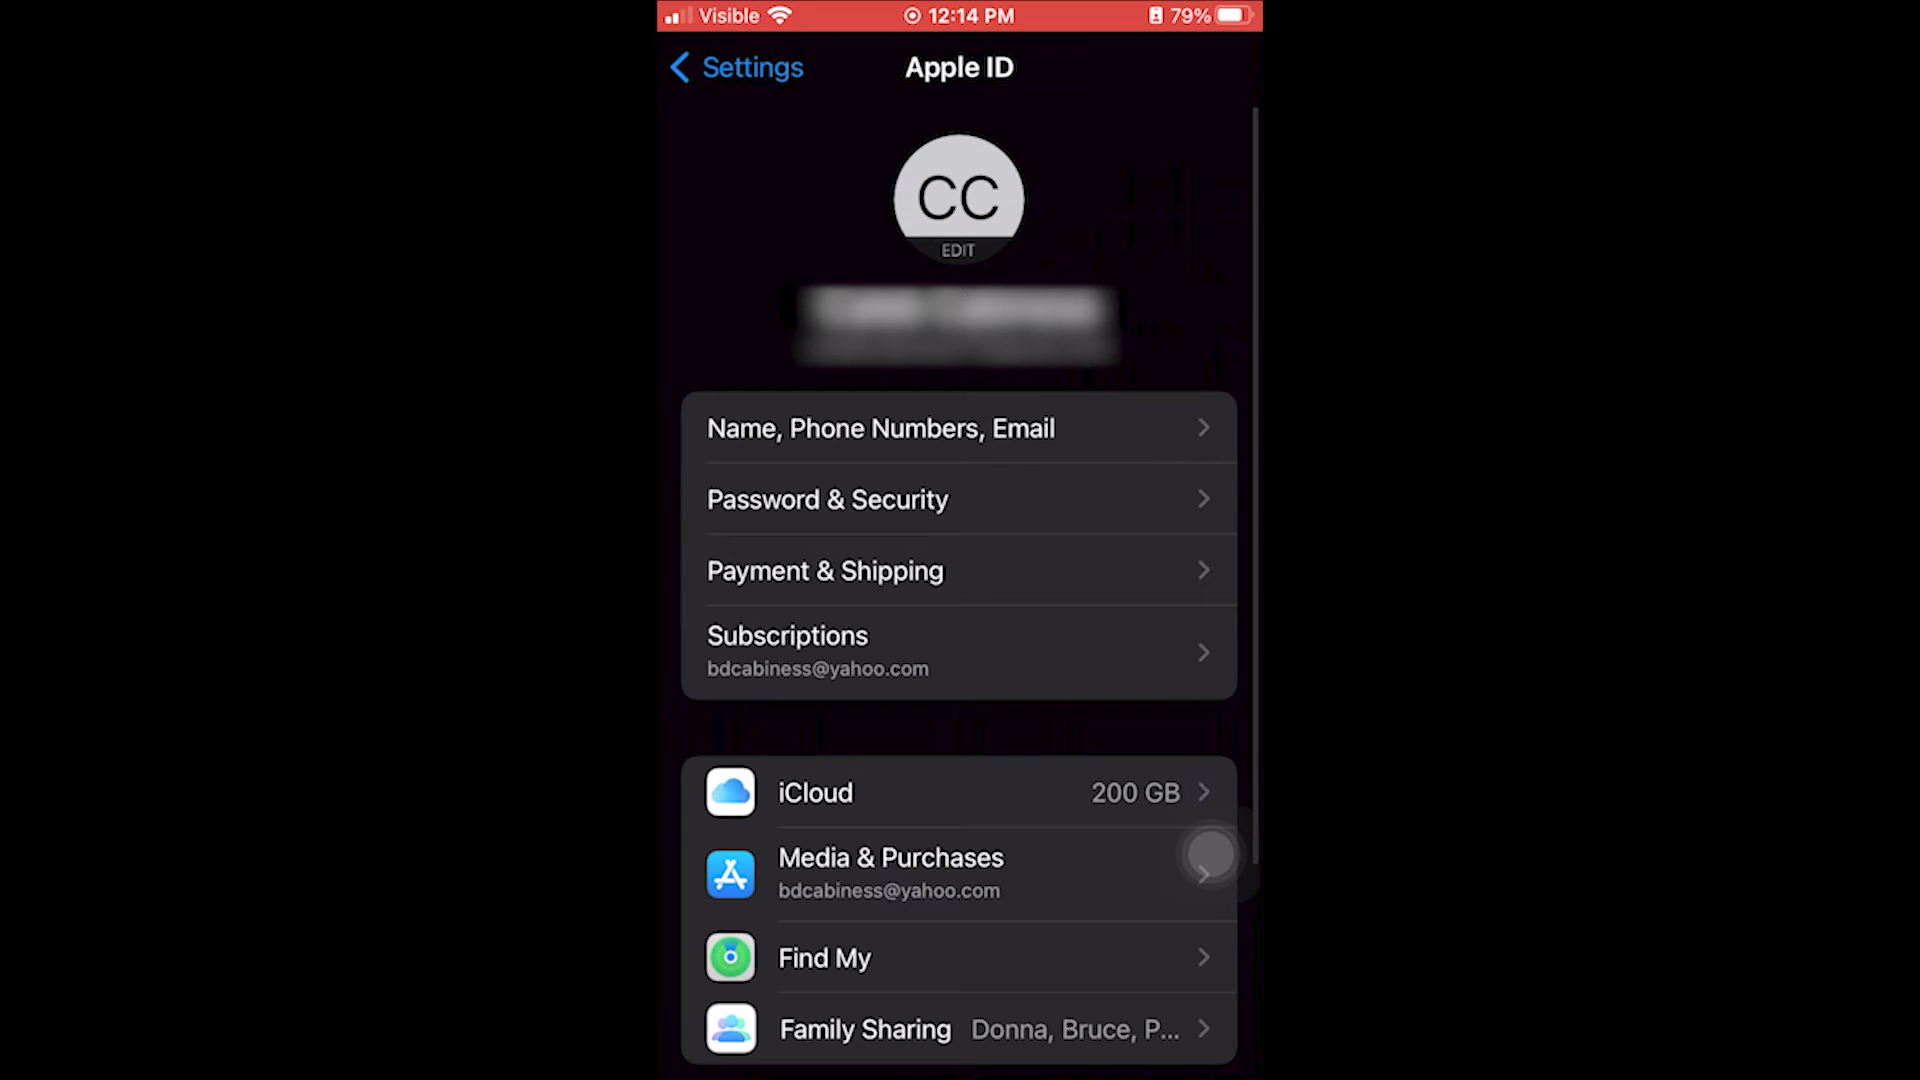 Visible 12:14 PM 79%
Settings Apple ID
CC
EDIT
Name, Phone Numbers, Email
Password & Security
Payment & Shipping
Subscriptions
bdcabiness@yahoo.com
iCloud 200 GB
Media & Purchases
bdcabiness@yahoo.com
Find My
Family Sharing Donna, Bruce, P...